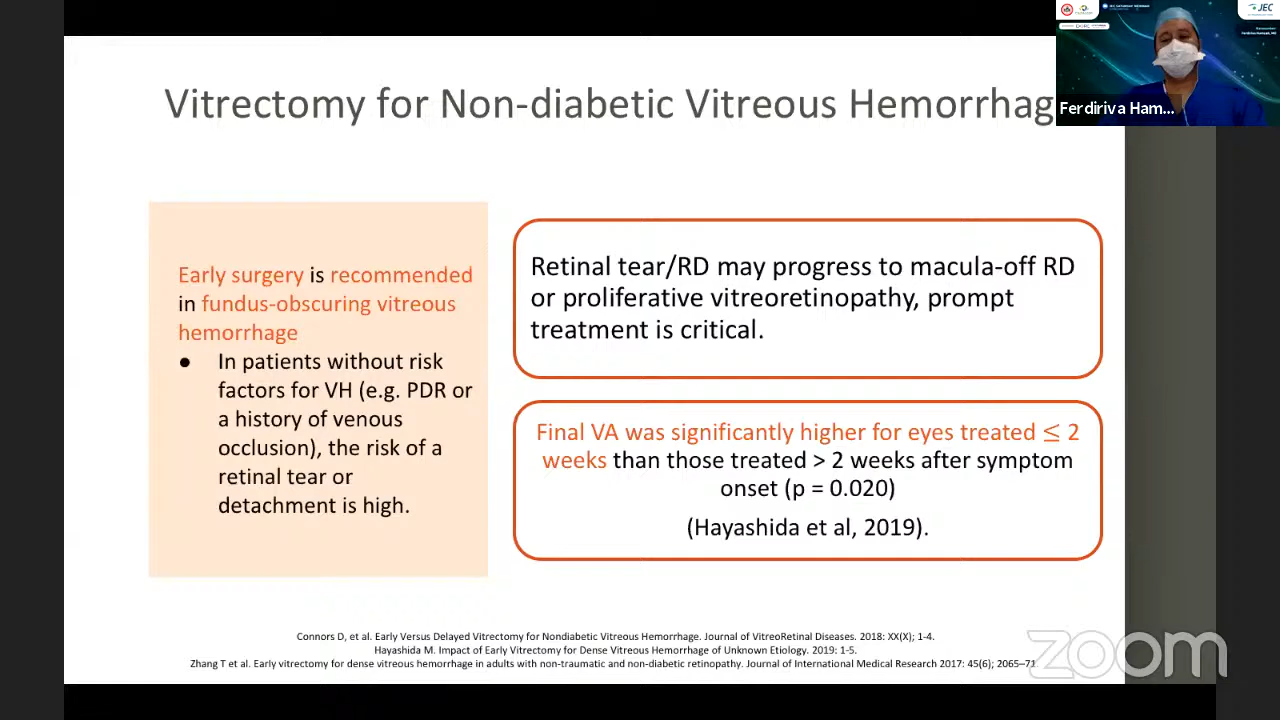 Vitrectomy for Non-diabetic Vitreous Hemorrhag
JEC
Ferdiriva Ham...
Early surgery is recommended
in fundus-obscuring vitreous
hemorrhage
● In patients without risk
factors for VH (e.g. PDR or
a history of venous
occlusion), the risk of a
retinal tear or
detachment is high.
Retinal tear/RD may progress to macula-off RD
or proliferative vitreoretinopathy, prompt
treatment is critical.
Final VA was significantly higher for eyes treated ≤ 2
weeks than those treated > 2 weeks after symptom
onset (p = 0.020)
(Hayashida et al, 2019).
Connors D, et al. Early Versus Delayed Vitrectomy for Nondiabetic Vitreous Hemorrhage. Journal of VitreoRetinal Diseases. 2018: XX(X); 1-4.
Hayashida M. Impact of Early Vitrectomy for Dense Vitreous Hemorrhage of Unknown Etiology. 2019: 1-5.
Zhang T et al. Early vitrectomy for dense vitreous hemorrhage in adults with non-traumatic and non-diabetic retinopathy. Journal of International Medical Research 2017: 45(6); 2065–71.
zoom